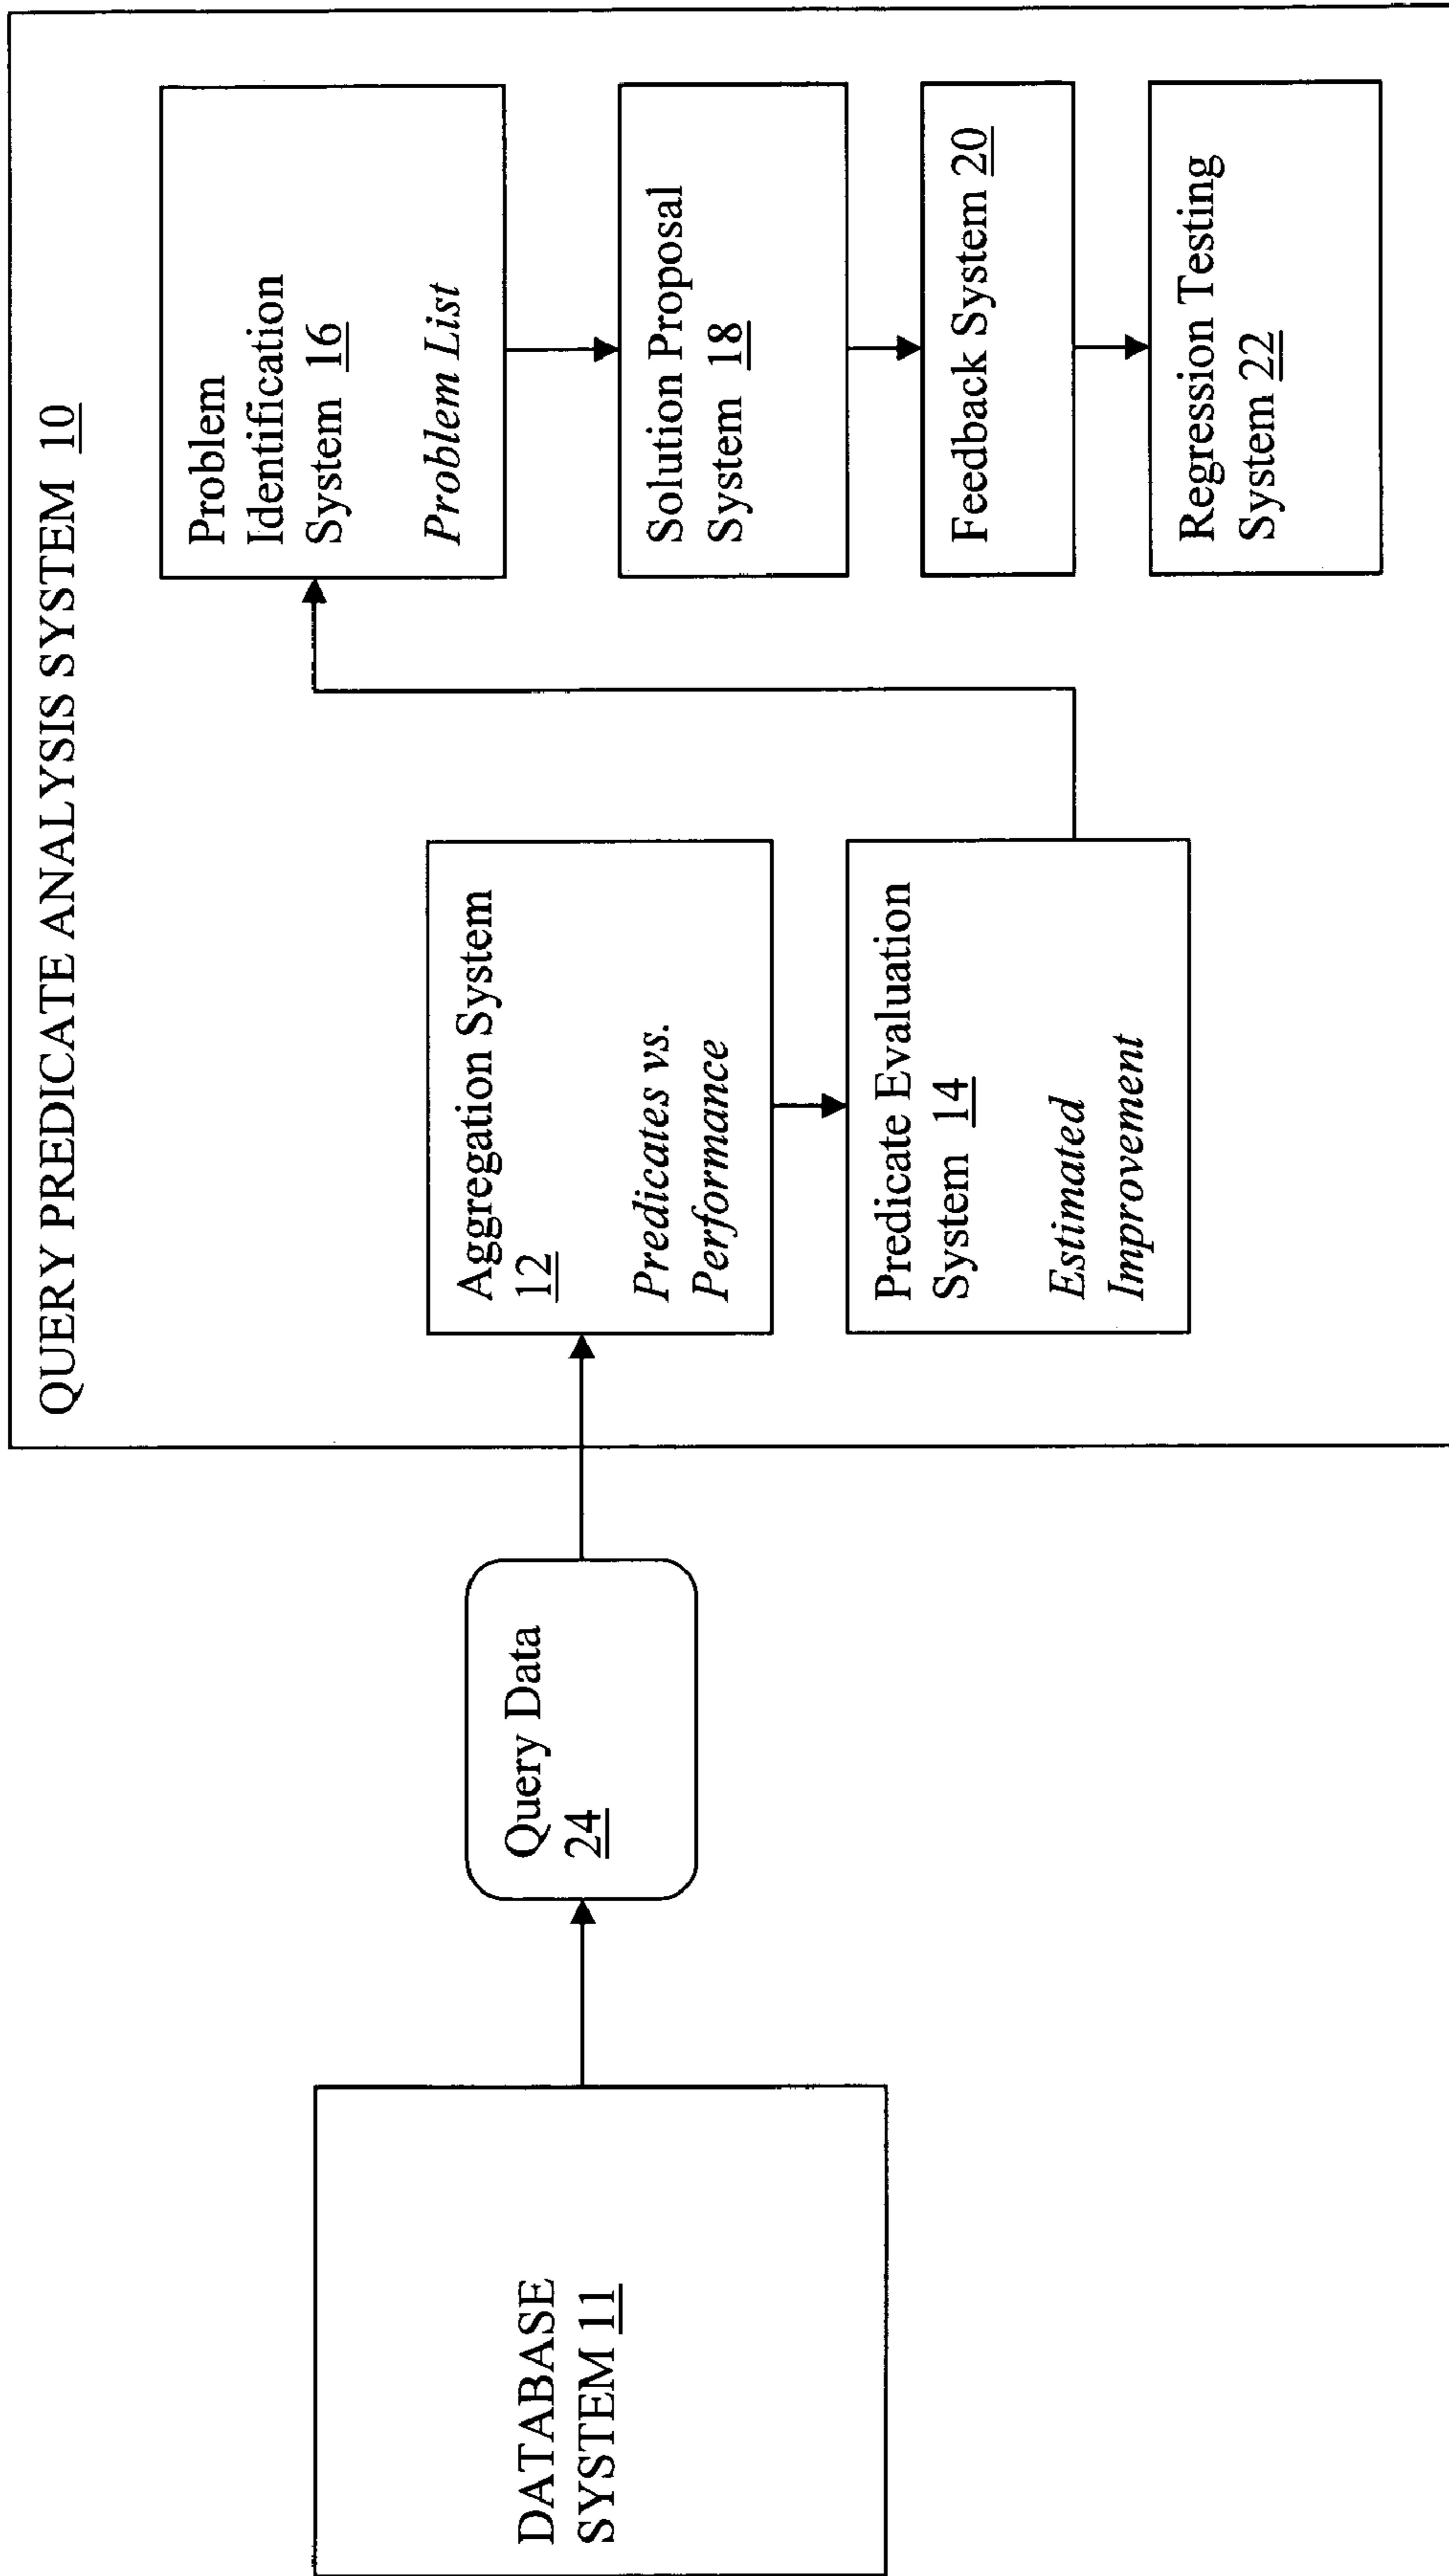 QUERY PREDICATE ANALYSIS SYSTEM 10
DATABASE
SYSTEM 11
Query Data
24
Aggregation System
12
Predicates vs.
Performance
Predicate Evaluation
System 14
Estimated
Improvement
Problem
Identification
System 16
Problem List
Solution Proposal
System 18
Feedback System 20
Regression Testing
System 22